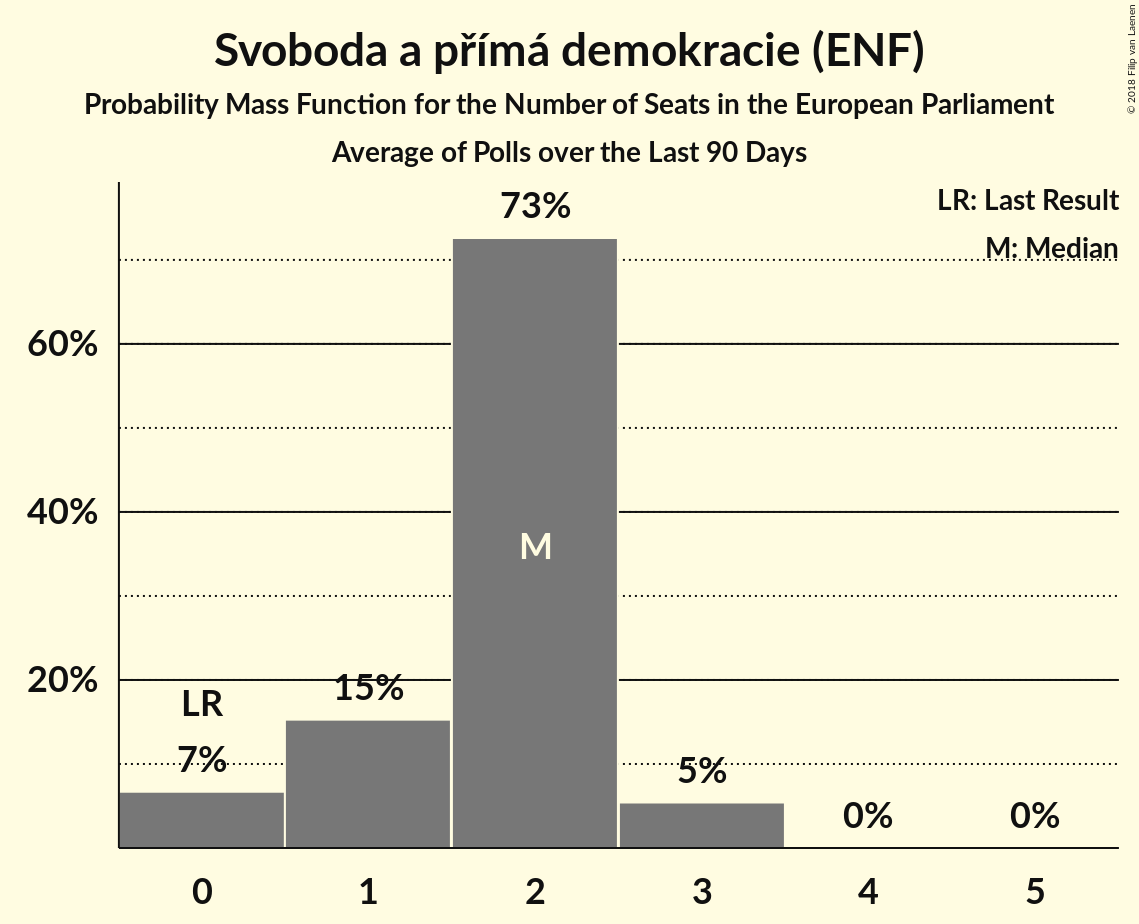 Svoboda a přímá demokracie (ENF)
Probability Mass Function for the Number of Seats in the European Parliament
Average of Polls over the Last 90 Days
© 2018 Filip van Laenen
LR: Last Result
M: Median
73%
60%
40%
M
20%
15%
LR
7%
5%
0%
0%
0 1 2 3 4 5